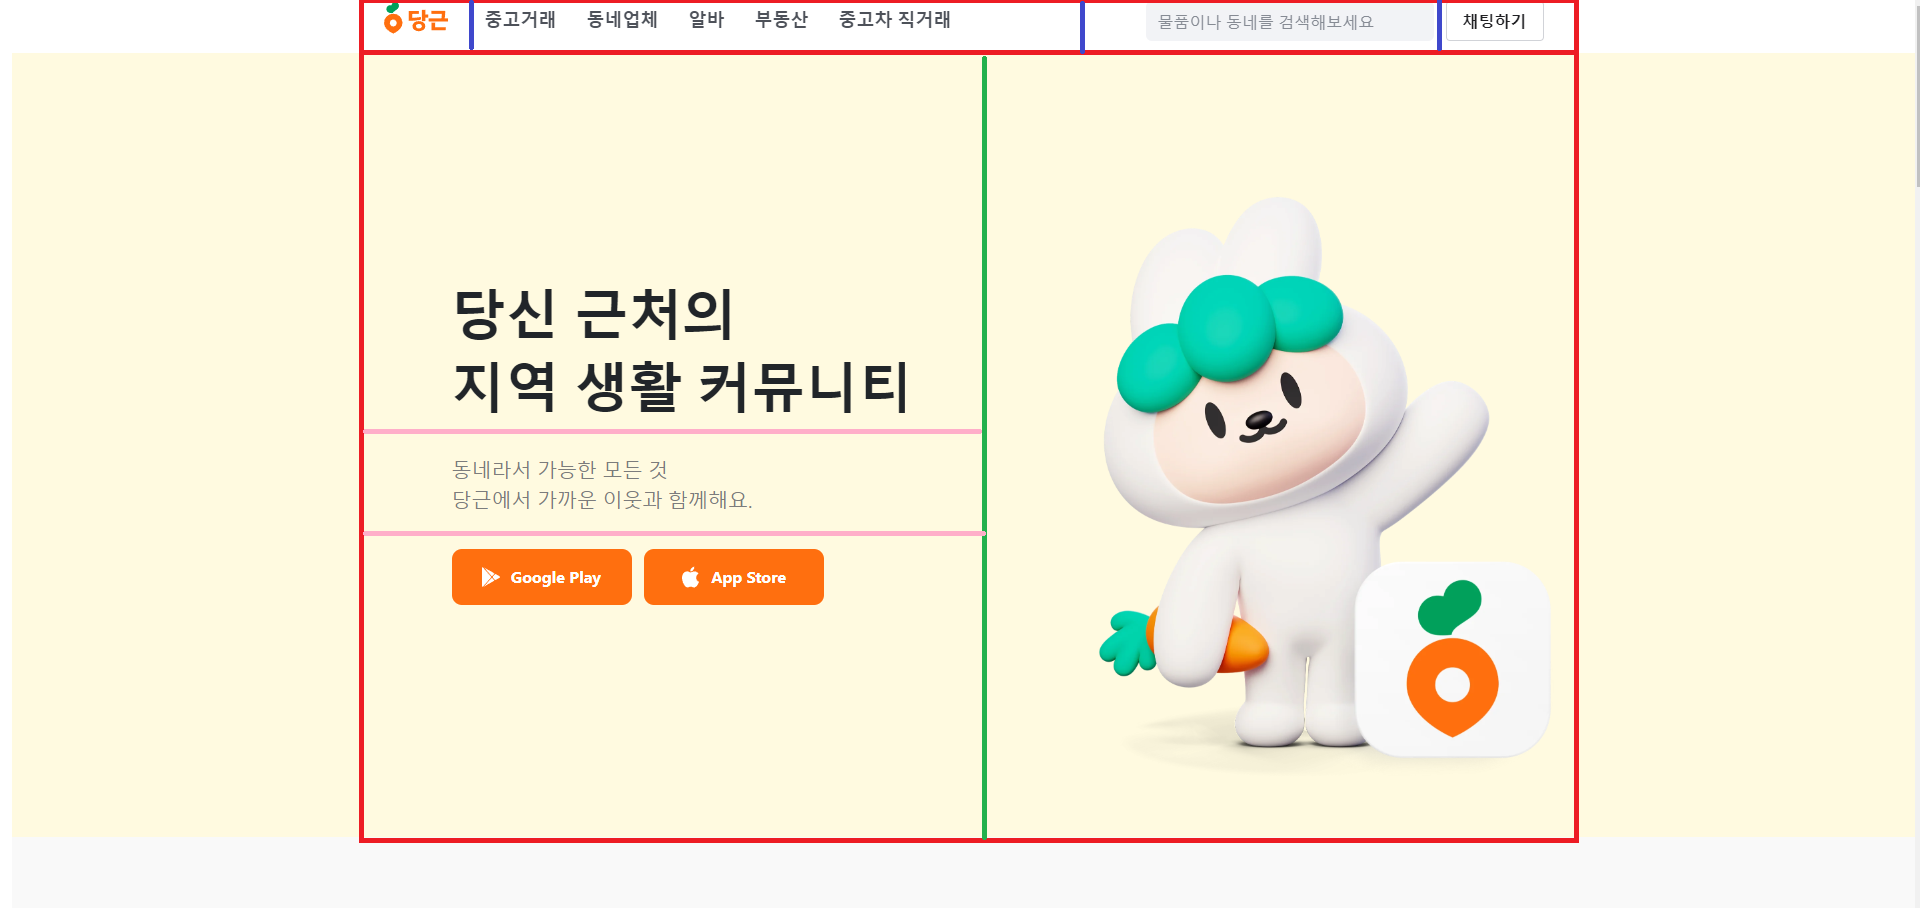 당근 중고거래 동네업체 알바 부동산 중고차 직거래 물품이나 동네를 검색해보세요 채팅하기
당신 근처의
지역 생활 커뮤니티
동네라서 가능한 모든 것
당근에서 가까운 이웃과 함께해요.
Google Play App Store